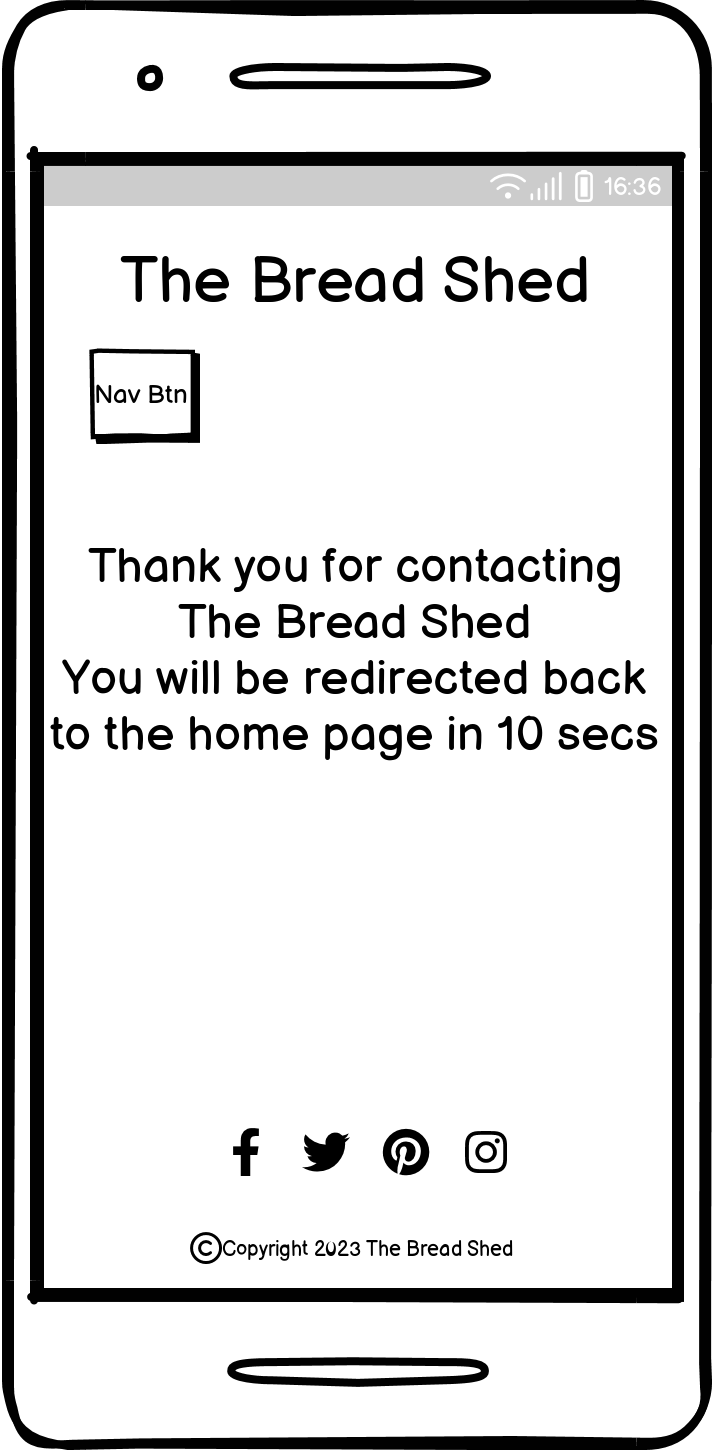 16:36
The Bread Shed
Nav Btn
Thank you for contacting
The Bread Shed
You will be redirected back
to the home page in 10 secs
©Copyright 2023 The Bread Shed